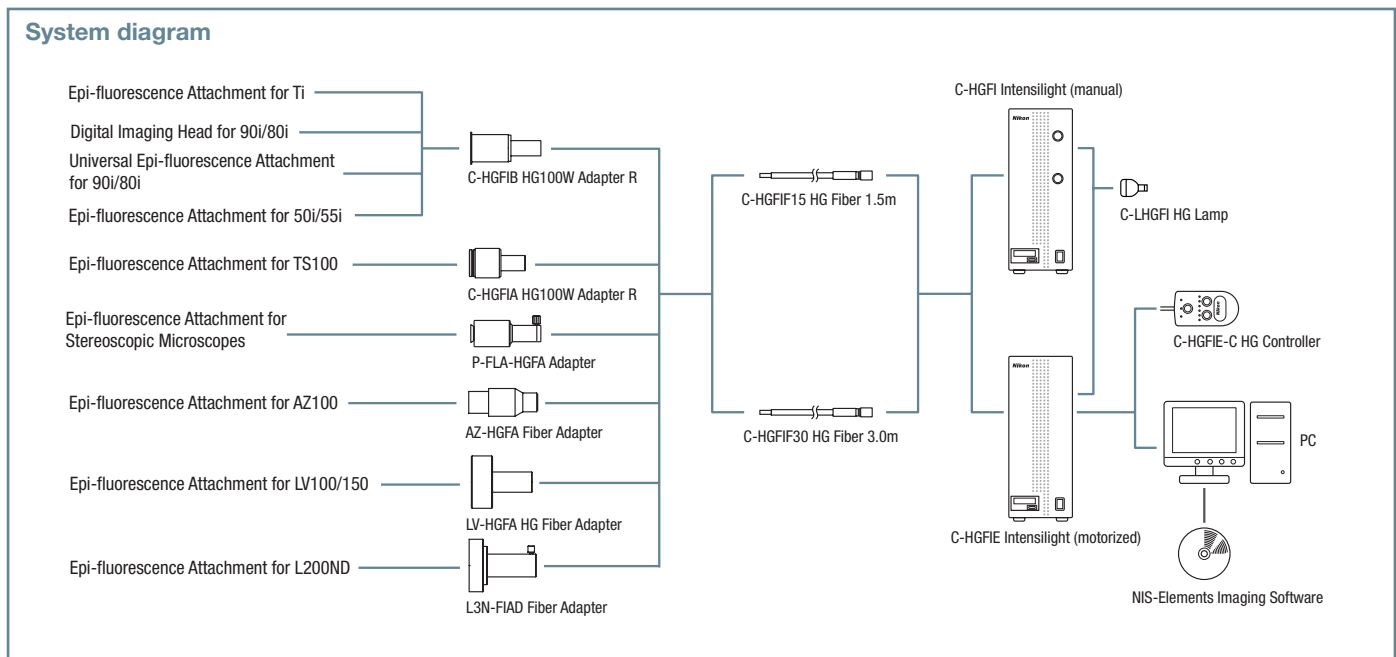 System diagram
Epi-fluorescence Attachment for Ti
Digital Imaging Head for 90i/80i
Universal Epi-fluorescence Attachment
for 90i/80i
Epi-fluorescence Attachment for 50i/55i
C-HGFIB HG100W Adapter R
Epi-fluorescence Attachment for TS100
C-HGFIA HG100W Adapter R
Epi-fluorescence Attachment for
Stereoscopic Microscopes
P-FLA-HGFA Adapter
Epi-fluorescence Attachment for AZ100
AZ-HGFA Fiber Adapter
Epi-fluorescence Attachment for LV100/150
LV-HGFA HG Fiber Adapter
Epi-fluorescence Attachment for L200ND
L3N-FIAD Fiber Adapter
C-HGFIF15 HG Fiber 1.5m
C-HGFIF30 HG Fiber 3.0m
C-HGFI Intensilight (manual)
Nikon
C-LHGFI HG Lamp
Nikon
C-HGFIE Intensilight (motorized)
Nikon
C-HGFIE-C HG Controller
PC
NIS-Elements Imaging Software